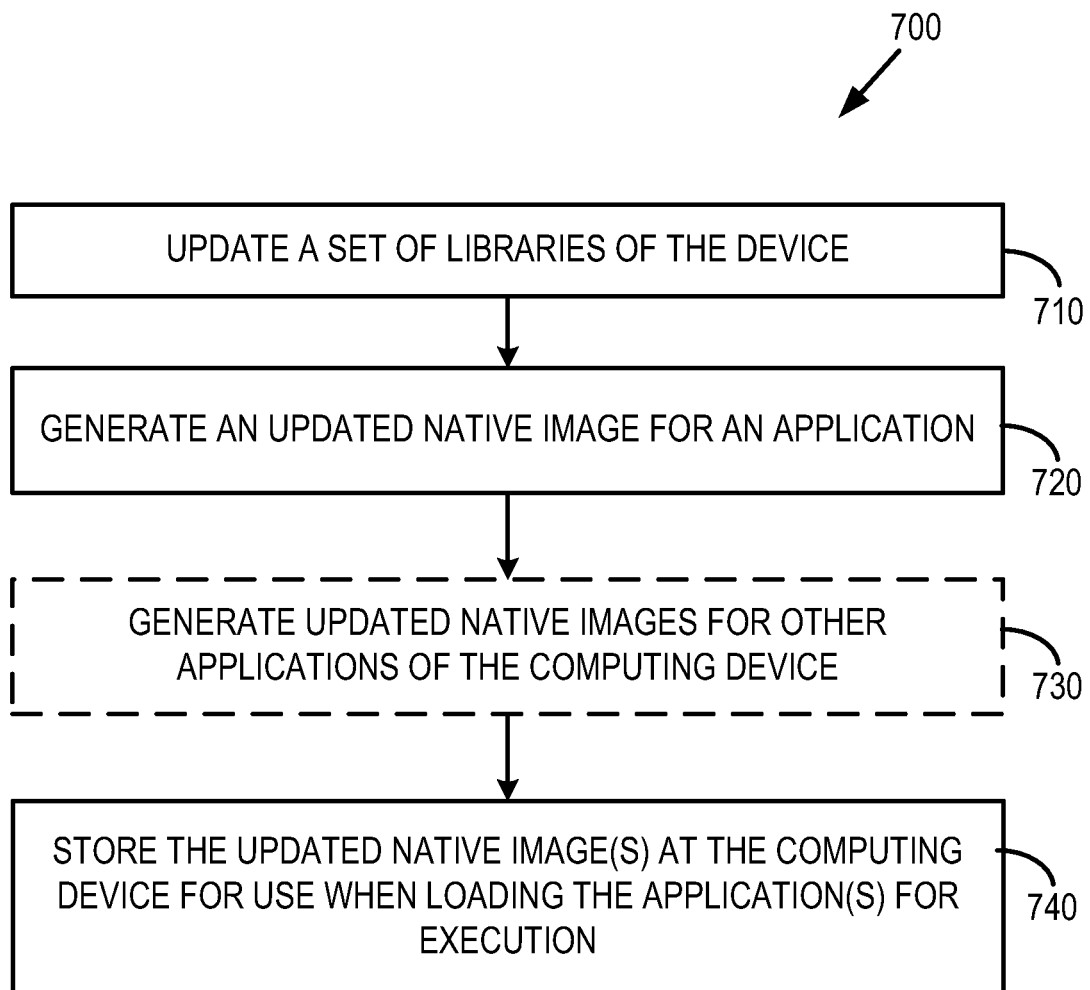 700
UPDATE A SET OF LIBRARIES OF THE DEVICE
710
GENERATE AN UPDATED NATIVE IMAGE FOR AN APPLICATION
720
GENERATE UPDATED NATIVE IMAGES FOR OTHER
APPLICATIONS OF THE COMPUTING DEVICE
730
STORE THE UPDATED NATIVE IMAGE(S) AT THE COMPUTING
DEVICE FOR USE WHEN LOADING THE APPLICATION(S) FOR
EXECUTION
740